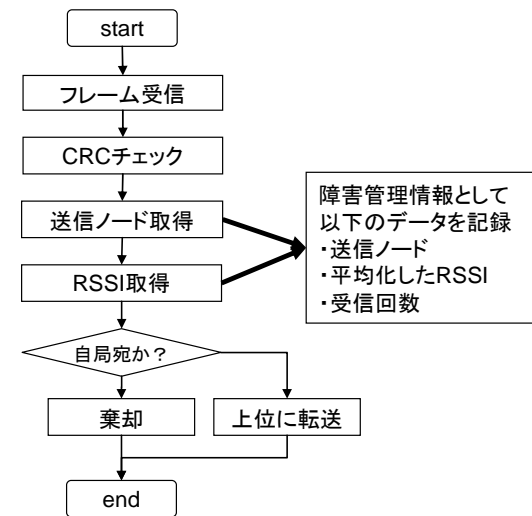 start
フレーム受信
CRCチェック
送信ノード取得
RSSI取得
障害管理情報として
以下のデータを記録
・送信ノード
・平均化したRSSI
・受信回数
自局宛か？
棄却
上位に転送
end